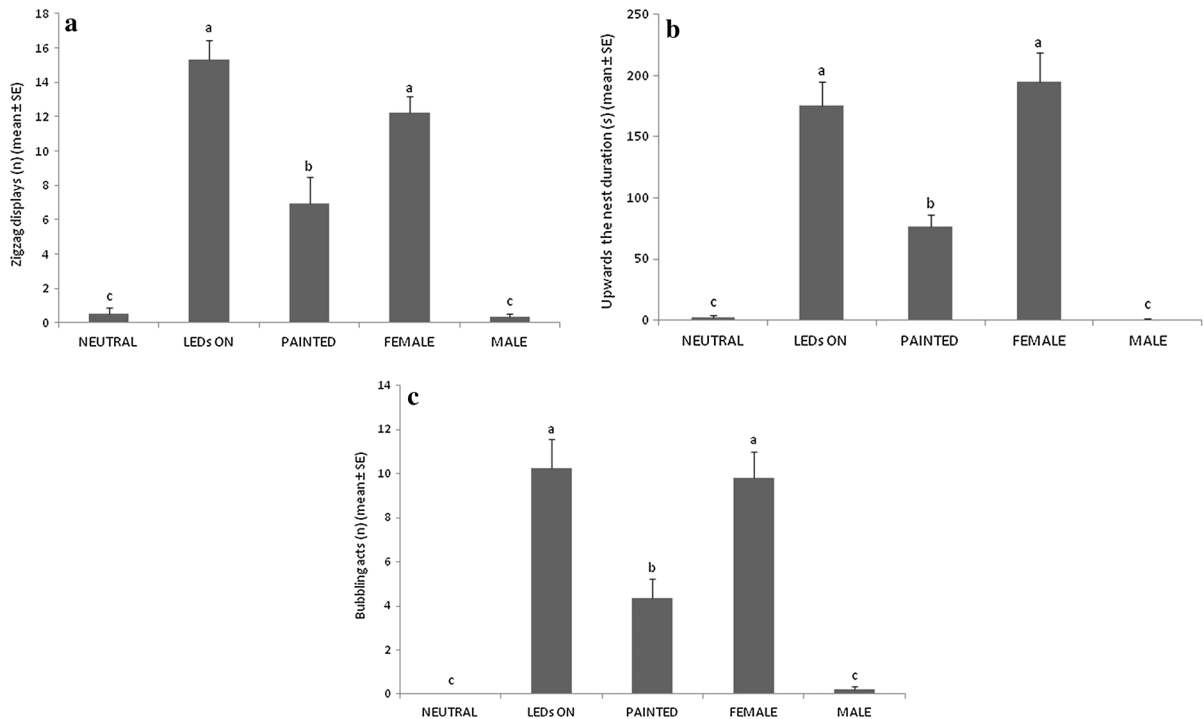 a
Zigzag displays (n) (mean ± SE)
18
16
14
12
10
8
6
4
2
0
c
a
b
a
c
NEUTRAL
LEDs ON
PAINTED
FEMALE
MALE
b
Upwards the nest duration (s) (mean ± SE)
250
200
150
100
50
0
c
a
b
a
c
NEUTRAL
LEDs ON
PAINTED
FEMALE
MALE
c
Bubbling acts (n) (mean ± SE)
14
12
10
8
6
4
2
0
c
a
b
a
c
NEUTRAL
LEDs ON
PAINTED
FEMALE
MALE